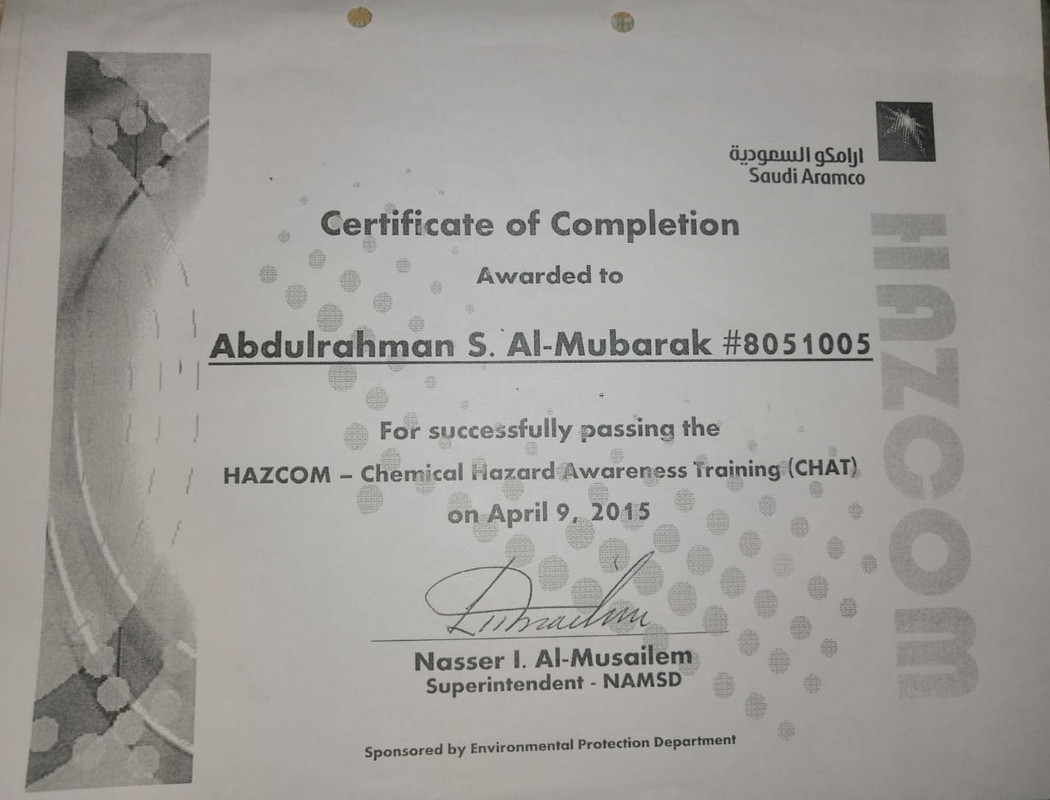 ارامكو السعودية
Saudi Aramco
Certificate of Completion
Awarded to
Abdulrahman S. Al-Mubarak #8051005
For successfully passing the
HAZCOM – Chemical Hazard Awareness Training (CHAT)
on April 9, 2015
Nasser I. Al-Musailem
Superintendent - NAMSD
Sponsored by Environmental Protection Department
HAZCOM